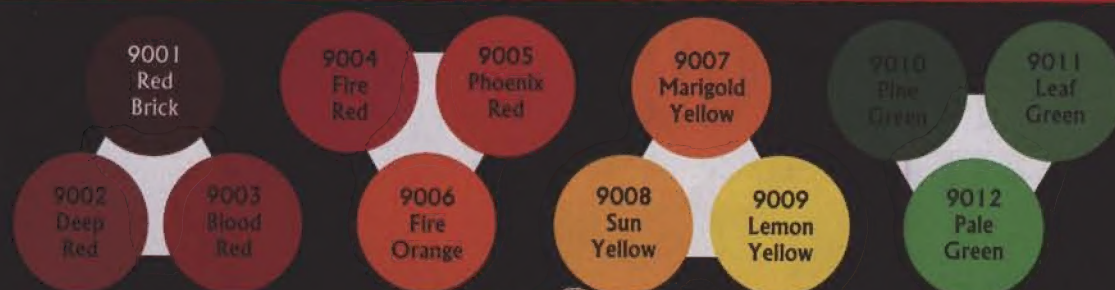 9001
Red
Brick
9002
Deep
Red
9003
Blood
Red
9004
Fire
Red
9005
Phoenix
Red
9006
Fire
Orange
9007
Marigold
Yellow
9008
Sun
Yellow
9009
Lemon
Yellow
9010
Pine
Green
9011
Leaf
Green
9012
Pale
Green